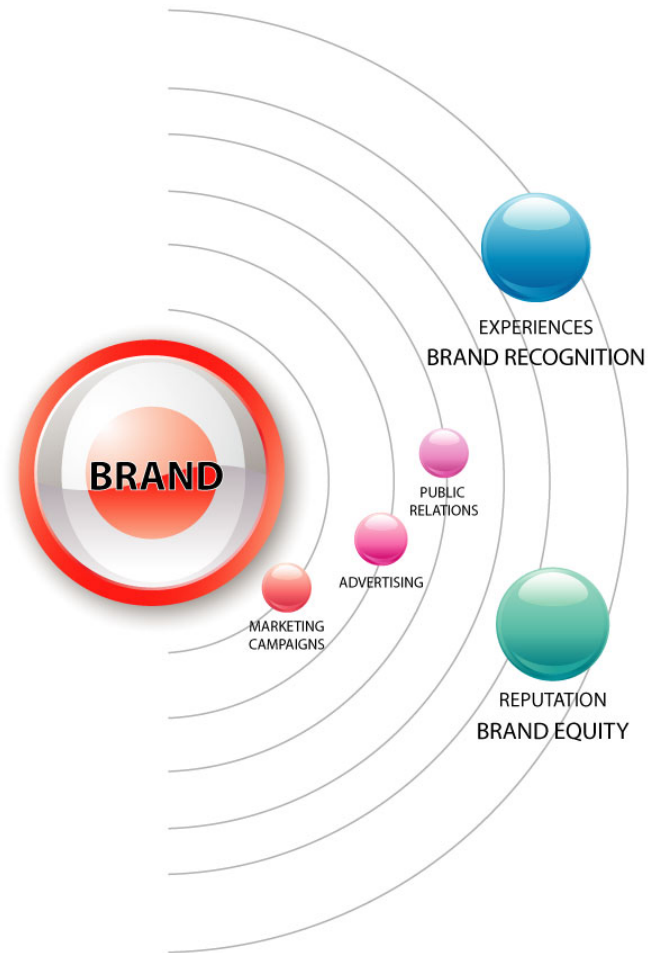 EXPERIENCES
BRAND RECOGNITION
BRAND
PUBLIC
RELATIONS
ADVERTISING
MARKETING
CAMPAIGNS
REPUTATION
BRAND EQUITY